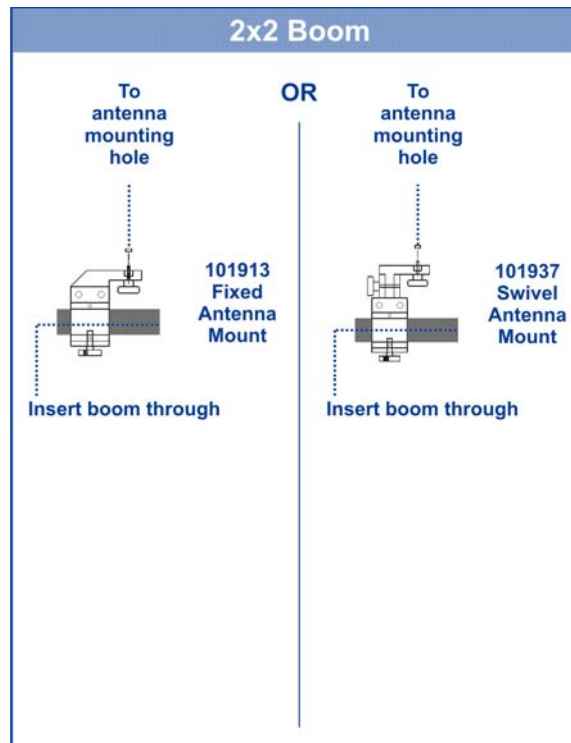 2x2 Boom
To
antenna
mounting
hole
101913
Fixed
Antenna
Mount
Insert boom through
OR
To
antenna
mounting
hole
101937
Swivel
Antenna
Mount
Insert boom through